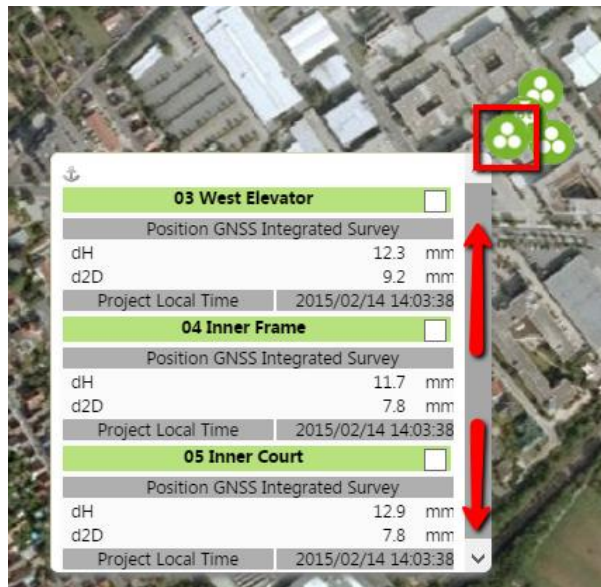 03 West Elevator
Position GNSS Integrated Survey
dH 12.3 mm
d2D 9.2 mm
Project Local Time 2015/02/14 14:03:38
04 Inner Frame
Position GNSS Integrated Survey
dH 11.7 mm
d2D 7.8 mm
Project Local Time 2015/02/14 14:03:38
05 Inner Court
Position GNSS Integrated Survey
dH 12.9 mm
d2D 7.8 mm
Project Local Time 2015/02/14 14:03:38